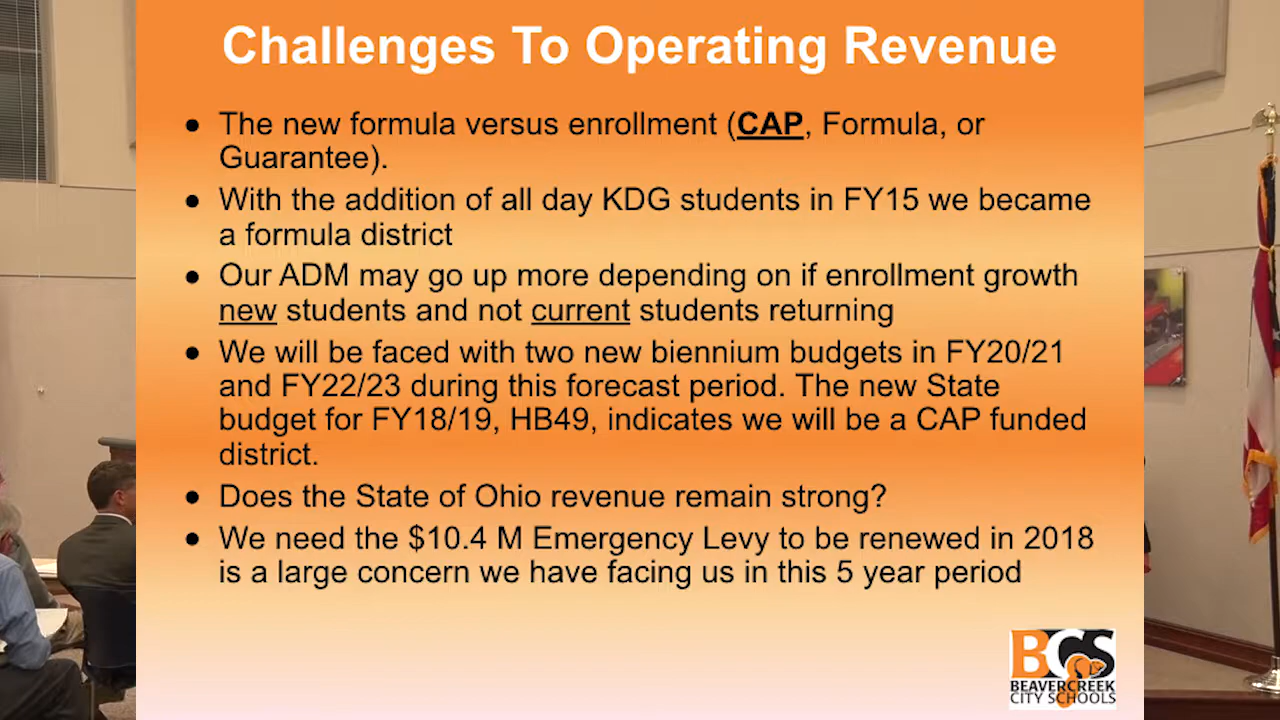 Challenges To Operating Revenue
● The new formula versus enrollment (CAP, Formula, or
Guarantee).
● With the addition of all day KDG students in FY15 we became
a formula district
● Our ADM may go up more depending on if enrollment growth
new students and not current students returning
● We will be faced with two new biennium budgets in FY20/21
and FY22/23 during this forecast period. The new State
budget for FY18/19, HB49, indicates we will be a CAP funded
district.
● Does the State of Ohio revenue remain strong?
● We need the $10.4 M Emergency Levy to be renewed in 2018
is a large concern we have facing us in this 5 year period
BCS
BEAVERCREEK
CITY SCHOOLS